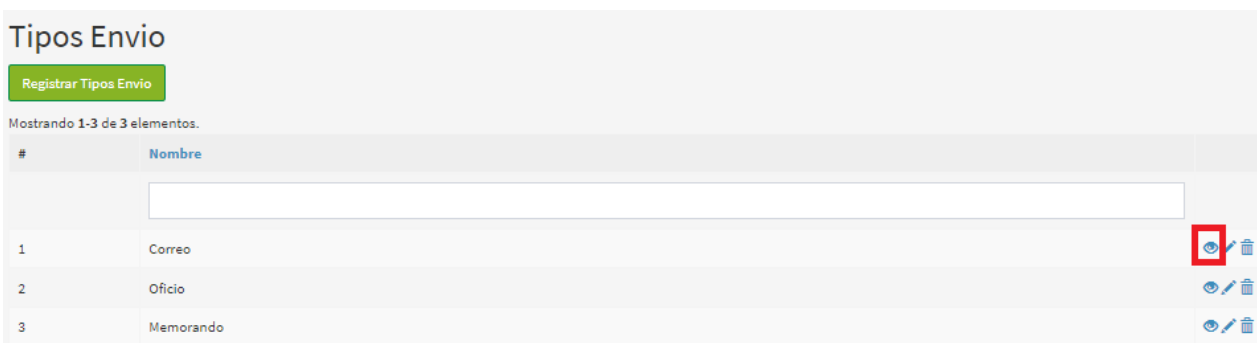 Tipos Envio
Registrar Tipos Envio
Mostrando 1-3 de 3 elementos.
# Nombre
1 Correo
2 Oficio
3 Memorando